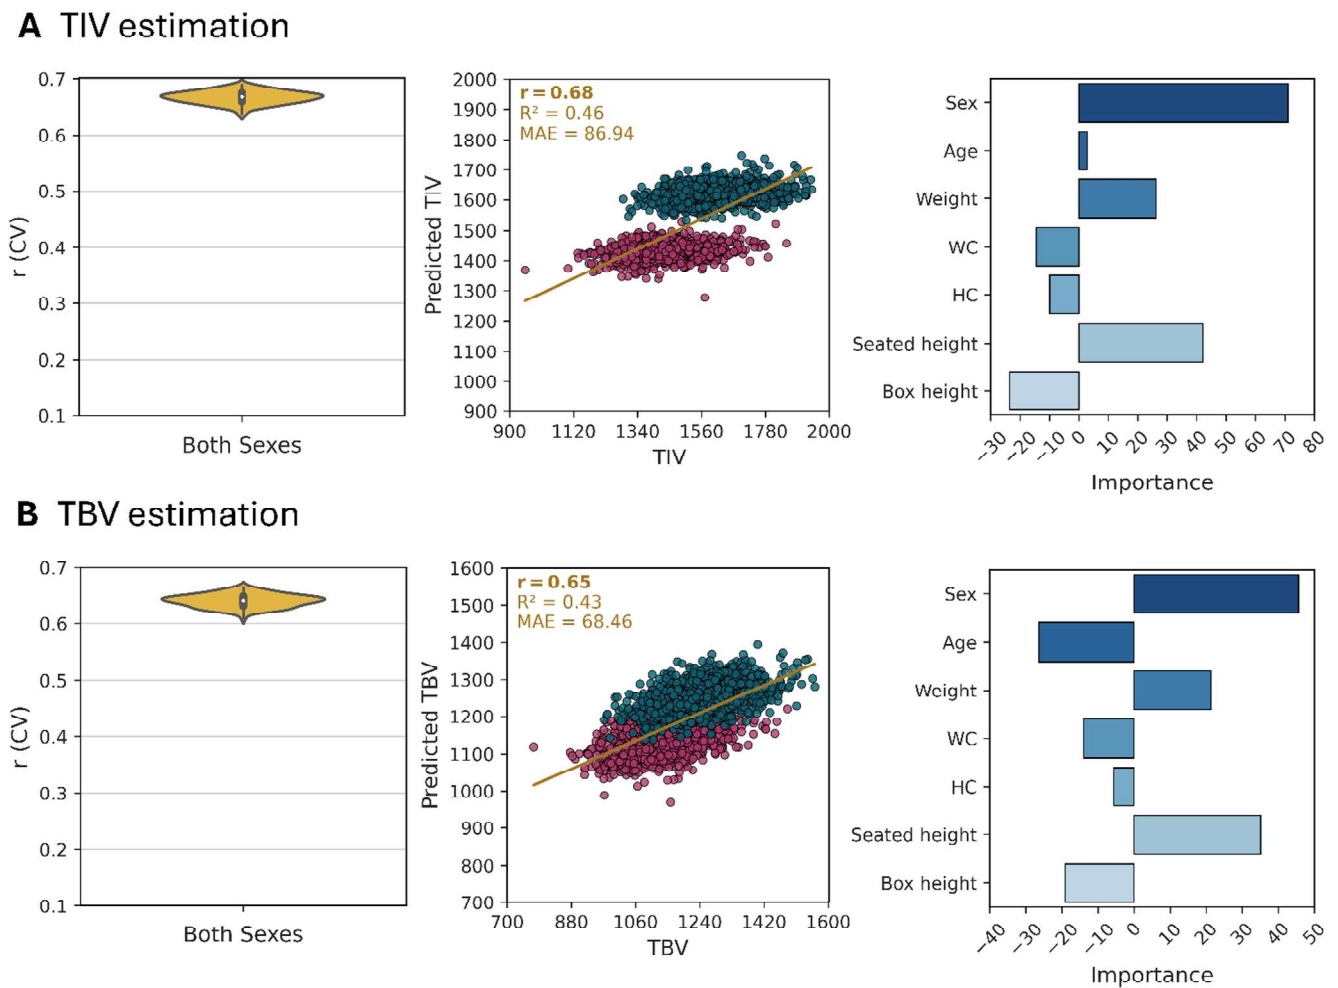 A TIV estimation
0.7
0.6
0.5
0.4
0.3
0.2
0.1
r (CV)
Both Sexes
2000
1900
1800
1700
1600
1500
1400
1300
1200
1100
1000
900
Predicted TIV
r = 0.68
R² = 0.46
MAE = 86.94
900 1120 1340 1560 1780 2000
TIV
Sex
Age
Weight
WC
HC
Seated height
Box height
−30 −20 −10 0 10 20 30 40 50 60 70 80
Importance
B TBV estimation
0.7
0.6
0.5
0.4
0.3
0.2
0.1
r (CV)
Both Sexes
1600
1500
1400
1300
1200
1100
1000
900
800
700
Predicted TBV
r = 0.65
R² = 0.43
MAE = 68.46
700 880 1060 1240 1420 1600
TBV
Sex
Age
Weight
WC
HC
Seated height
Box height
−40 −30 −20 −10 0 10 20 30 40 50
Importance